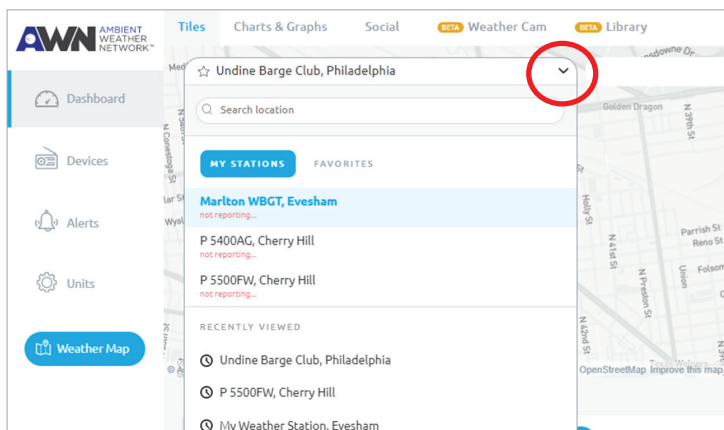 AWN AMBIENT
WEATHER
NETWORK™
Tiles Charts & Graphs Social BETA Weather Cam BETA Library
Dashboard
Devices
Alerts
Units
Weather Map
Undine Barge Club, Philadelphia
Search location
MY STATIONS FAVORITES
Marlton WBGT, Evesham
not reporting...
P 5400AG, Cherry Hill
not reporting...
P 5500FW, Cherry Hill
not reporting...
RECENTLY VIEWED
Undine Barge Club, Philadelphia
P 5500FW, Cherry Hill
My Weather Station, Evesham
Golden Dragon
N 39th St
Holly St
N 41st St
Parrish St
Reno St
Union
Folsom
N Preston St
N 42nd St
N Conestoga St
OpenStreetMap Improve this map